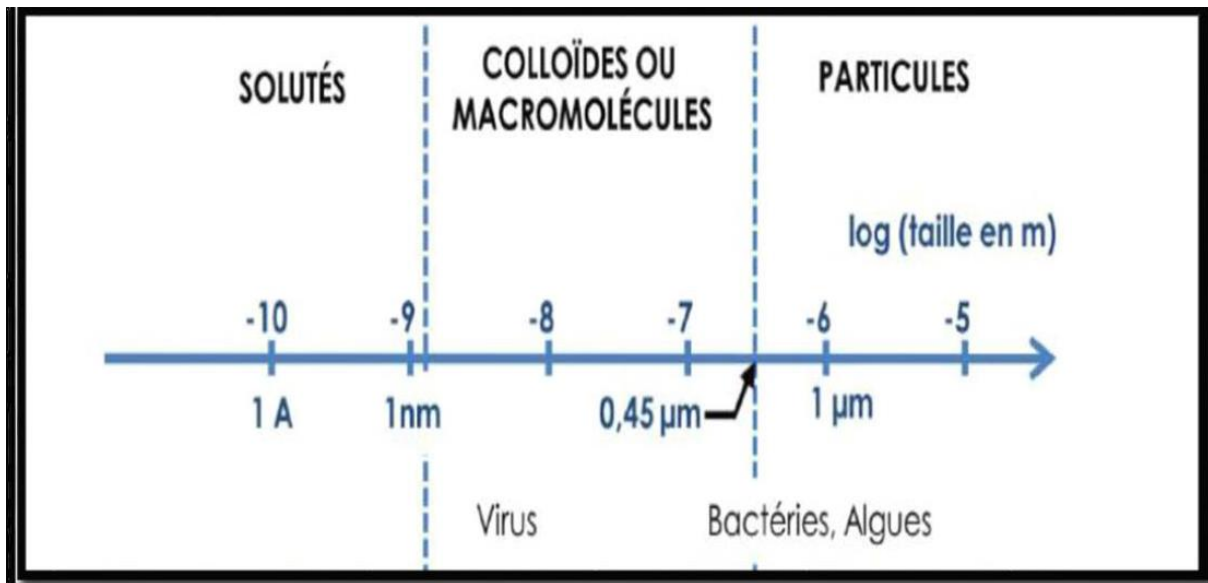 SOLUTÉS
COLLOÏDES OU
MACROMOLÉCULES
PARTICULES
log (taille en m)
-10 -9 -8 -7 -6 -5
1 A 1nm 0,45 µm 1 µm
Virus Bactéries, Algues